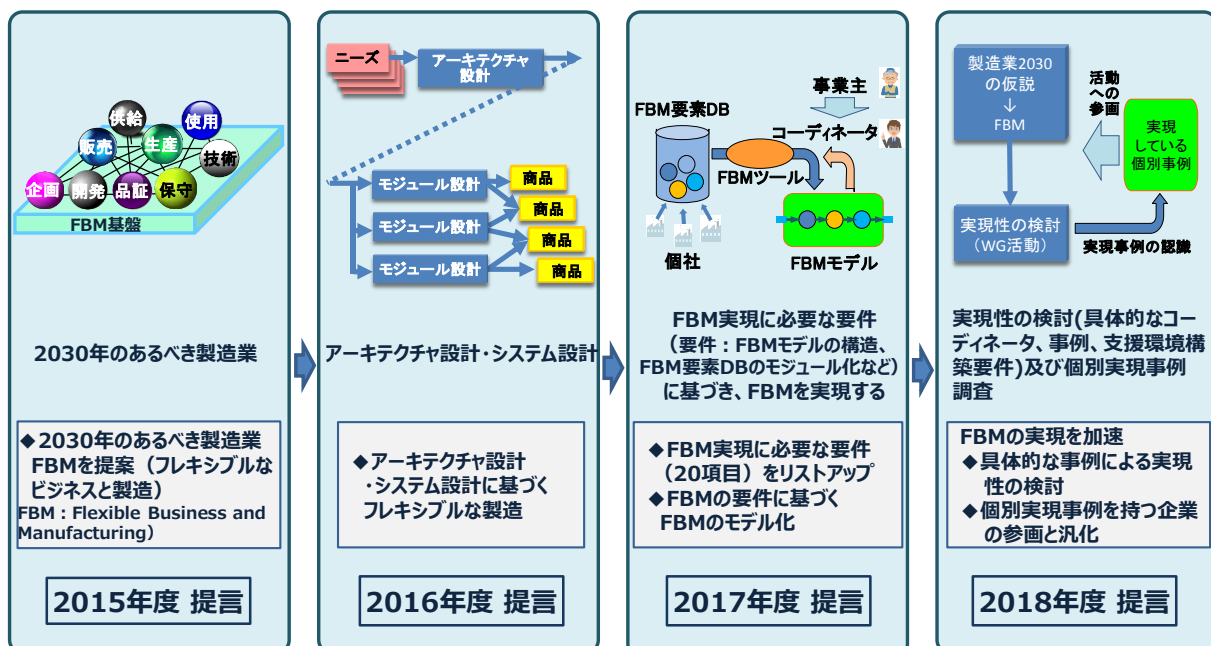 供給
使用
販売
生産
技術
企画
開発
品証
保守
FBM基盤
2030年のあるべき製造業
◆2030年のあるべき製造業
FBMを提案（フレキシブルな
ビジネスと製造）
FBM：Flexible Business and
Manufacturing）
2015年度 提言
ニーズ
アーキテクチャ
設計
モジュール設計
モジュール設計
モジュール設計
商品
商品
商品
商品
アーキテクチャ設計・システム設計
◆アーキテクチャ設計
・システム設計に基づく
フレキシブルな製造
2016年度 提言
事業主
FBM要素DB
コーディネータ
FBMツール
個社
FBMモデル
FBM実現に必要な要件
（要件：FBMモデルの構造、
FBM要素DBのモジュール化など）
に基づき、FBMを実現する
◆FBM実現に必要な要件
（20項目）をリストアップ
◆FBMの要件に基づく
FBMのモデル化
2017年度 提言
製造業2030
の仮説
↓
FBM
活動
への
参画
実現
している
個別事例
実現性の検討
（WG活動）
実現事例の認識
実現性の検討(具体的なコー
ディネータ、事例、支援環境構
築要件)及び個別実現事例
調査
FBMの実現を加速
◆具体的な事例による実現
性の検討
◆個別実現事例を持つ企業
の参画と汎化
2018年度 提言